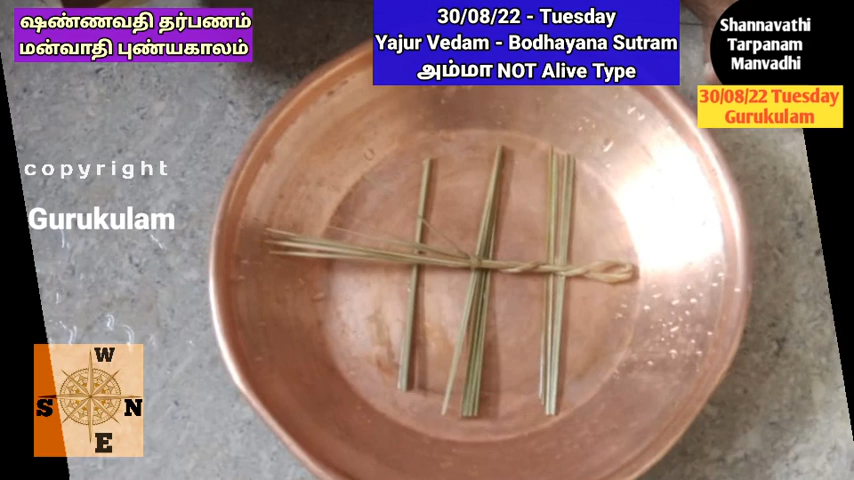 ஷண்ணவதி தர்பணம்
மன்வாதி புண்யகாலம்
30/08/22 - Tuesday
Yajur Vedam - Bodhayana Sutram
அம்மா NOT Alive Type
Shannavathi
Tarpanam
Manvadhi
30/08/22 Tuesday
Gurukulam
copyright
Gurukulam
W
S N
E